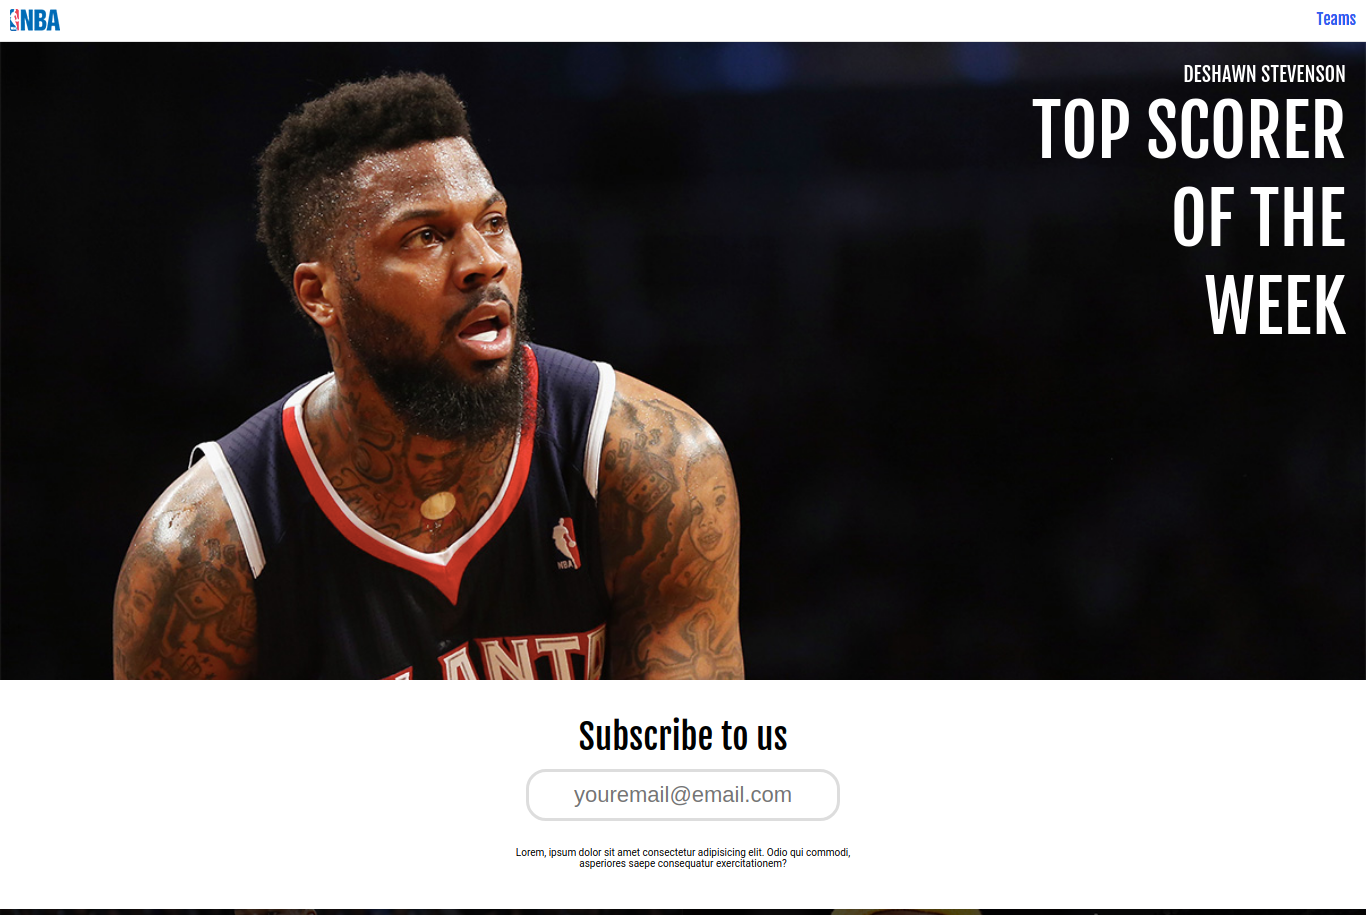 NBA
Teams
DESHAWN STEVENSON
TOP SCORER
OF THE
WEEK
NBA
LANT
Subscribe to us
youremail@email.com
Lorem, ipsum dolor sit amet consectetur adipisicing elit. Odio qui commodi,
asperiores saepe consequatur exercitationem?